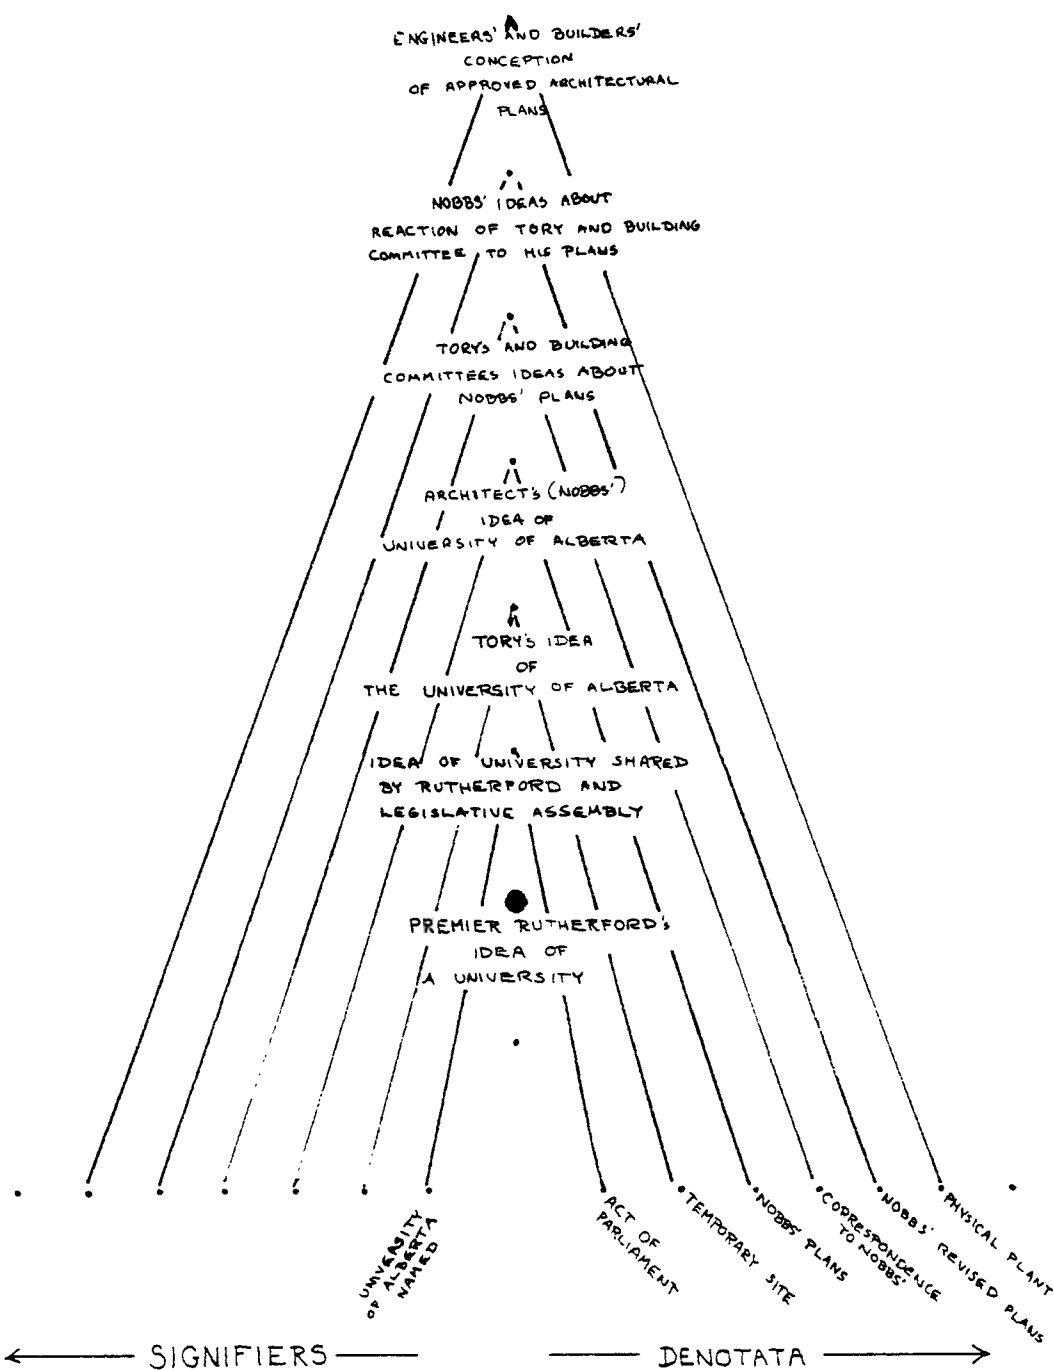 ENGINEERS' AND BUILDERS'
CONCEPTION
OF APPROVED ARCHITECTURAL
PLANS
NOBBS' IDEAS ABOUT
REACTION OF TORY AND BUILDING
COMMITTEE TO HIS PLANS
TORYS AND BUILDING
COMMITTEES IDEAS ABOUT
NOBBS' PLANS
ARCHITECT'S (NOBBS')
IDEA OF
UNIVERSITY OF ALBERTA
TORY'S IDEA
OF
THE UNIVERSITY OF ALBERTA
IDEA OF UNIVERSITY SHARED
BY RUTHERFORD AND
LEGISLATIVE ASSEMBLY
PREMIER RUTHERFORD'S
IDEA OF
A UNIVERSITY
UNIVERSITY
OF ALBERTA
NAMED
ACT OF
PARLIAMENT
TEMPORARY SITE
NOBBS' PLANS
CORRESPONDENCE
TO NOBBS'
NOBBS' REVISED PLANS
PHYSICAL PLANT
SIGNIFIERS
DENOTATA